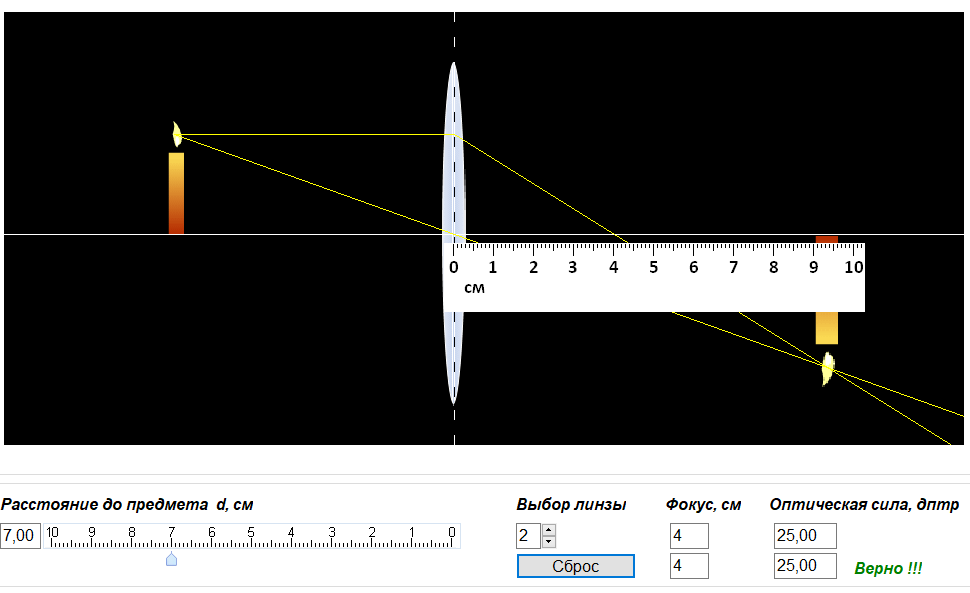 0 1 2 3 4 5 6 7 8 9 10
см
Расстояние до предмета d, см
Выбор линзы
Фокус, см
Оптическая сила, дптр
7,00
10 9 8 7 6 5 4 3 2 1 0
2
4
25,00
Сброс
4
25,00
Верно !!!